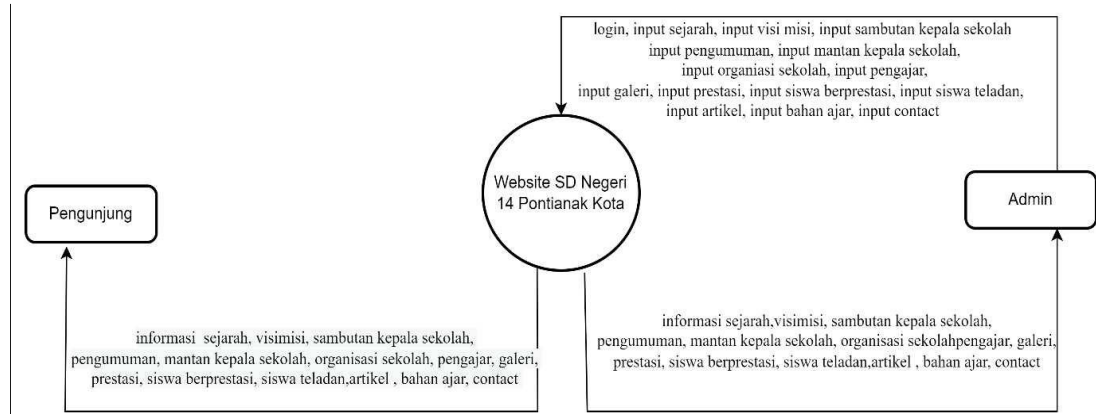 login, input sejarah, input visi misi, input sambutan kepala sekolah
input pengumuman, input mantan kepala sekolah,
input organiasi sekolah, input pengajar,
input galeri, input prestasi, input siswa berprestasi, input siswa teladan,
input artikel, input bahan ajar, input contact
Pengunjung
Website SD Negeri
14 Pontianak Kota
Admin
informasi sejarah, visimisi, sambutan kepala sekolah,
pengumuman, mantan kepala sekolah, organisasi sekolah, pengajar, galeri,
prestasi, siswa berprestasi, siswa teladan,artikel , bahan ajar, contact
informasi sejarah,visimisi, sambutan kepala sekolah,
pengumuman, mantan kepala sekolah, organisasi sekolahpengajar, galeri,
prestasi, siswa berprestasi, siswa teladan,artikel , bahan ajar, contact